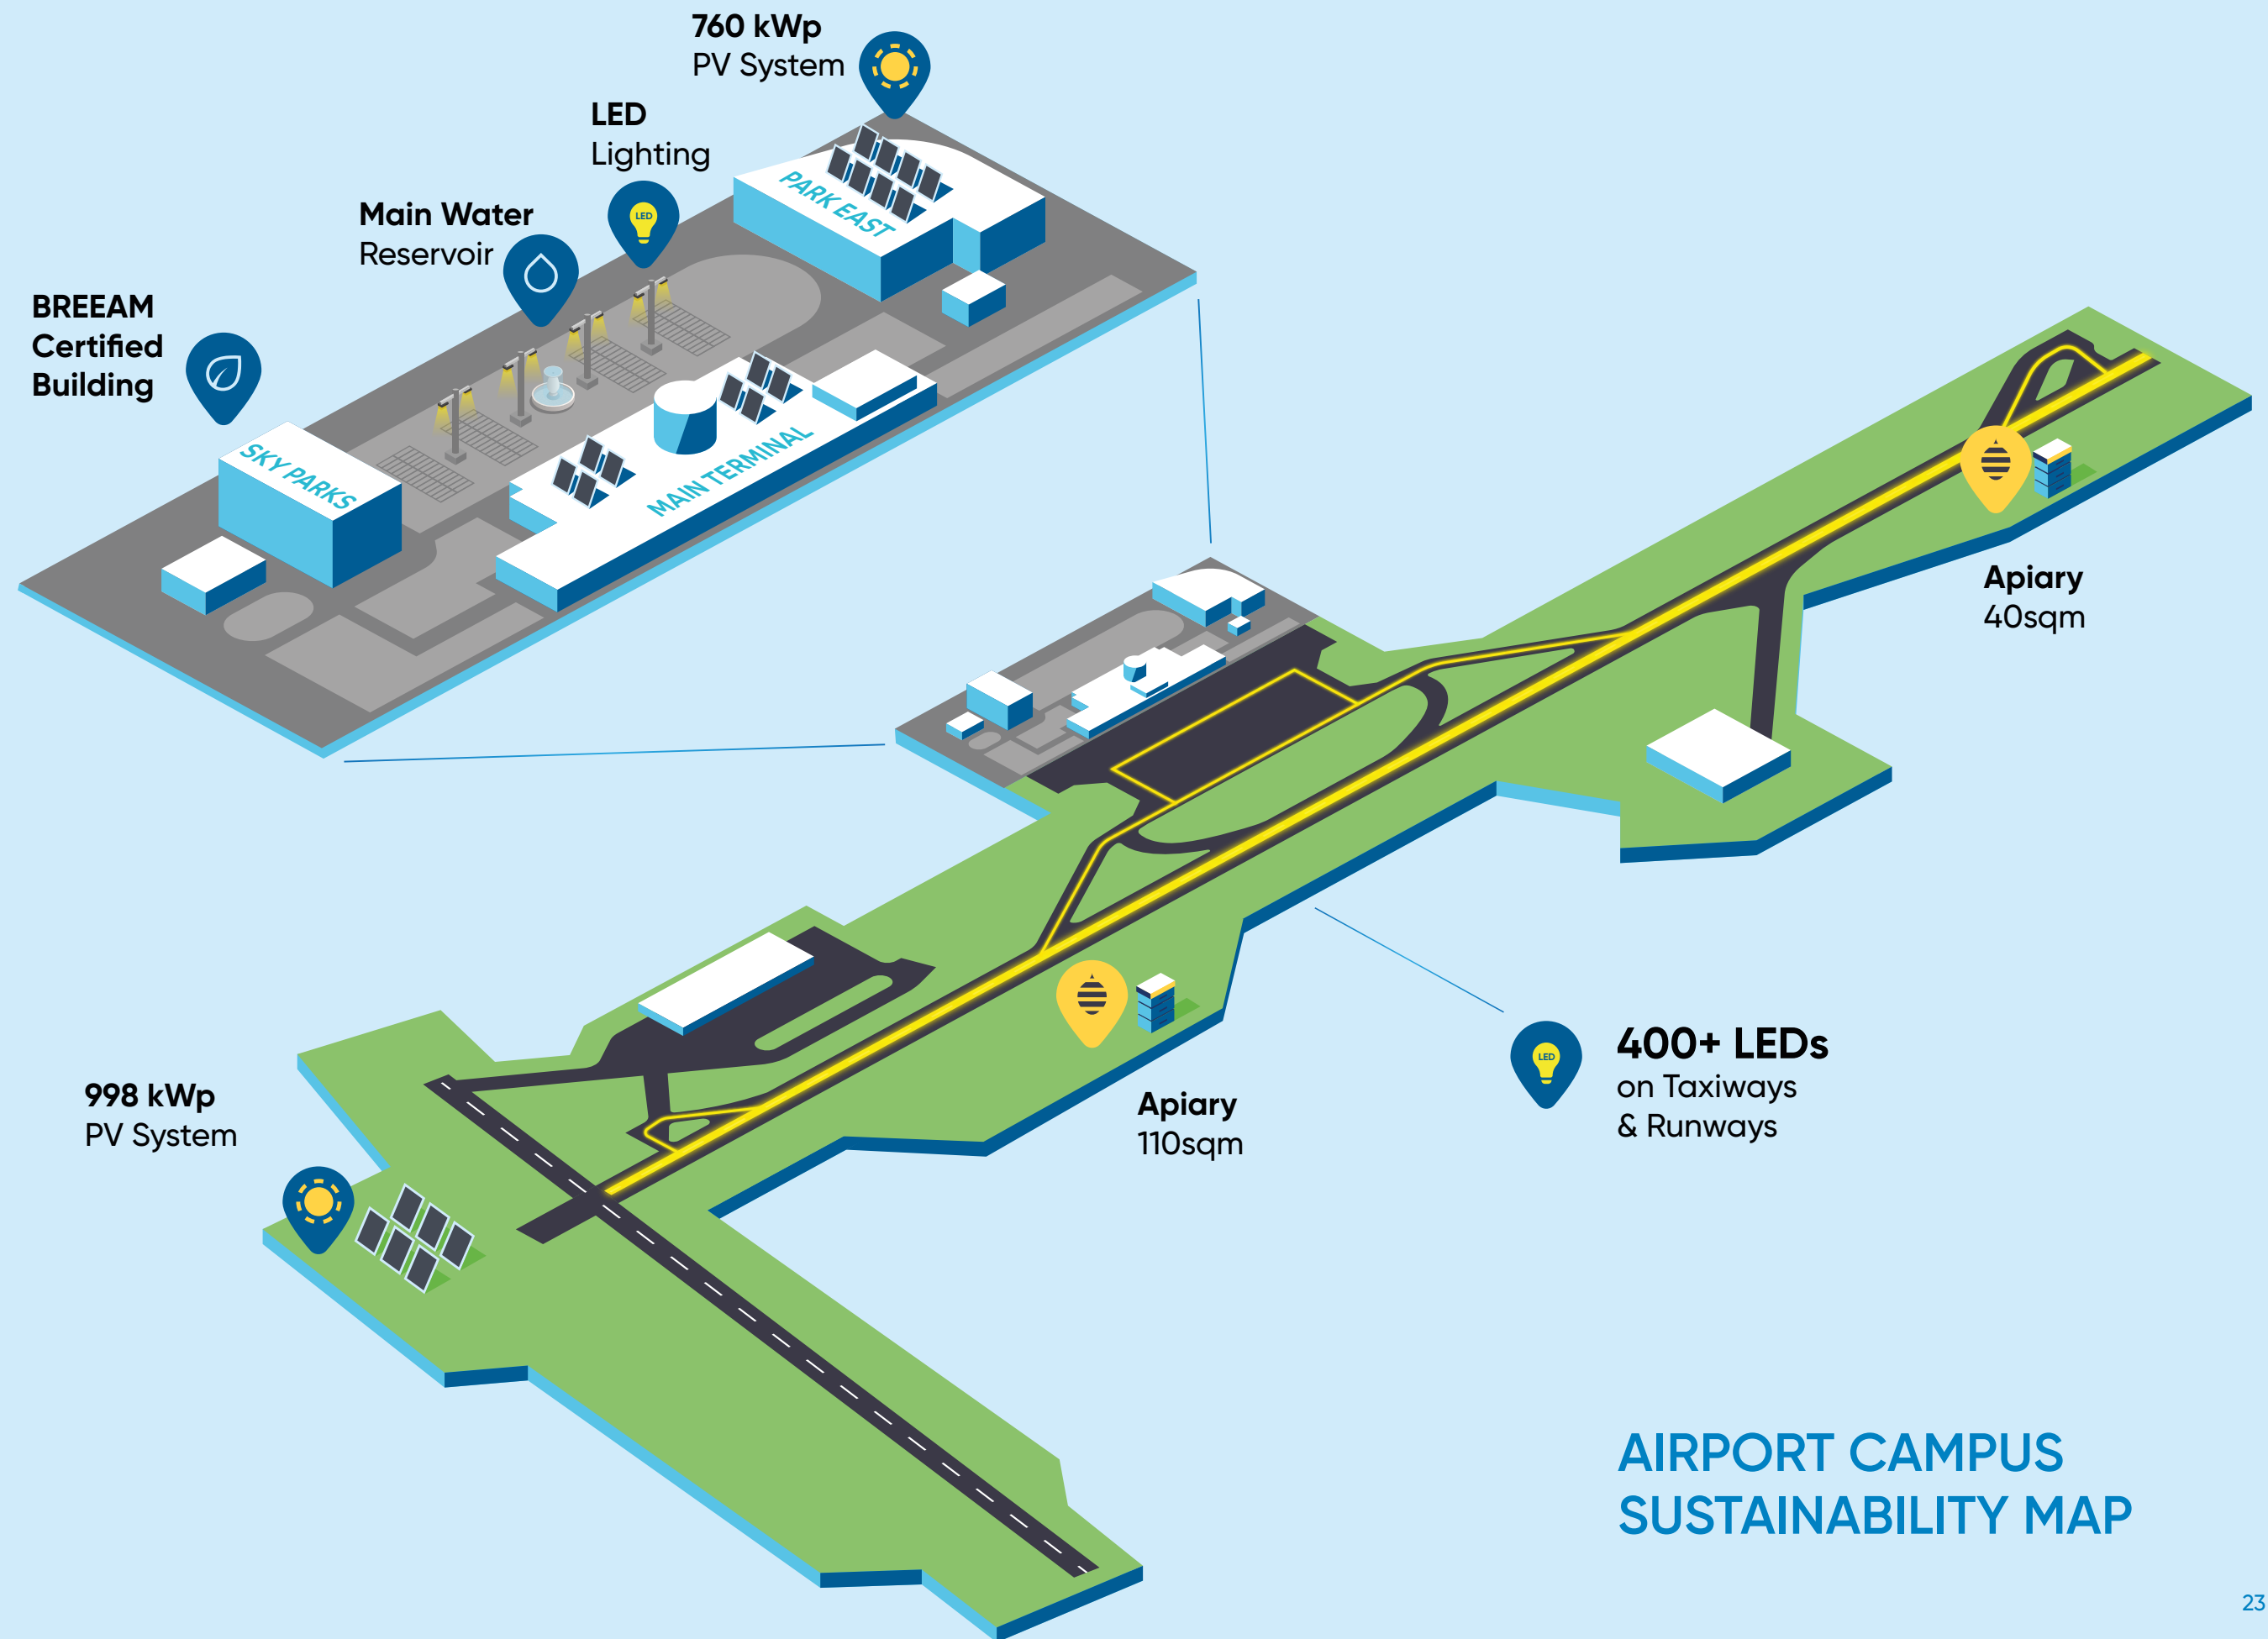 760 kWp
PV System
LED
Lighting
LED
Main Water
Reservoir
BREEAM
Certified
Building
PARK EAST
SKY PARKS
MAIN TERMINAL
Apiary
40sqm
998 kWp
PV System
Apiary
110sqm
LED
400+ LEDs
on Taxiways
& Runways
AIRPORT CAMPUS
SUSTAINABILITY MAP
23